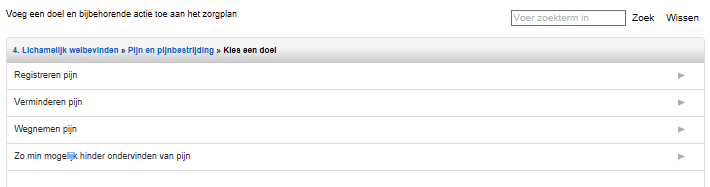 Voeg een doel en bijbehorende actie toe aan het zorgplan
Voer zoekterm in Zoek Wissen
4. Lichamelijk welbevinden » Pijn en pijnbestrijding » Kies een doel
Registreren pijn
Verminderen pijn
Wegnemen pijn
Zo min mogelijk hinder ondervinden van pijn